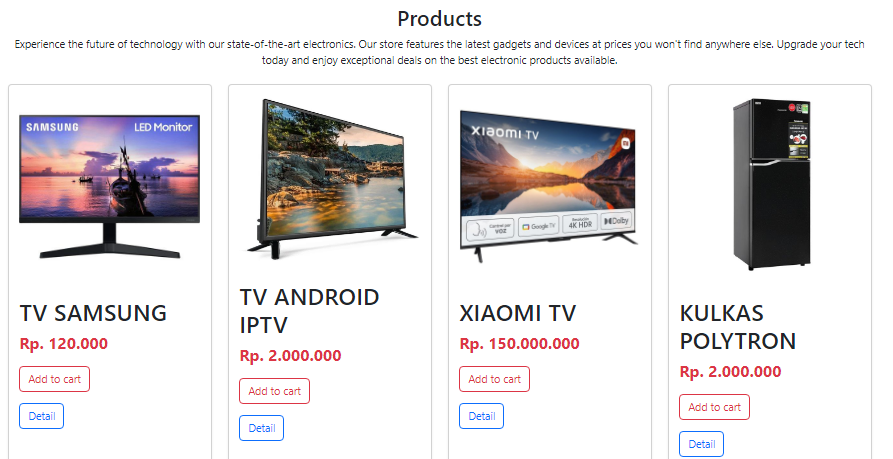 Products
Experience the future of technology with our state-of-the-art electronics. Our store features the latest gadgets and devices at prices you won't find anywhere else. Upgrade your tech
today and enjoy exceptional deals on the best electronic products available.
SAMSUNG LED Monitor
TV SAMSUNG
Rp. 120.000
Add to cart
Detail
TV ANDROID
IPTV
Rp. 2.000.000
Add to cart
Detail
xiaomi TV
Control por
VOZ
Google TV
Resolución
4K HDR
Dolby
XIAOMI TV
Rp. 150.000.000
Add to cart
Detail
KULKAS
POLYTRON
Rp. 2.000.000
Add to cart
Detail